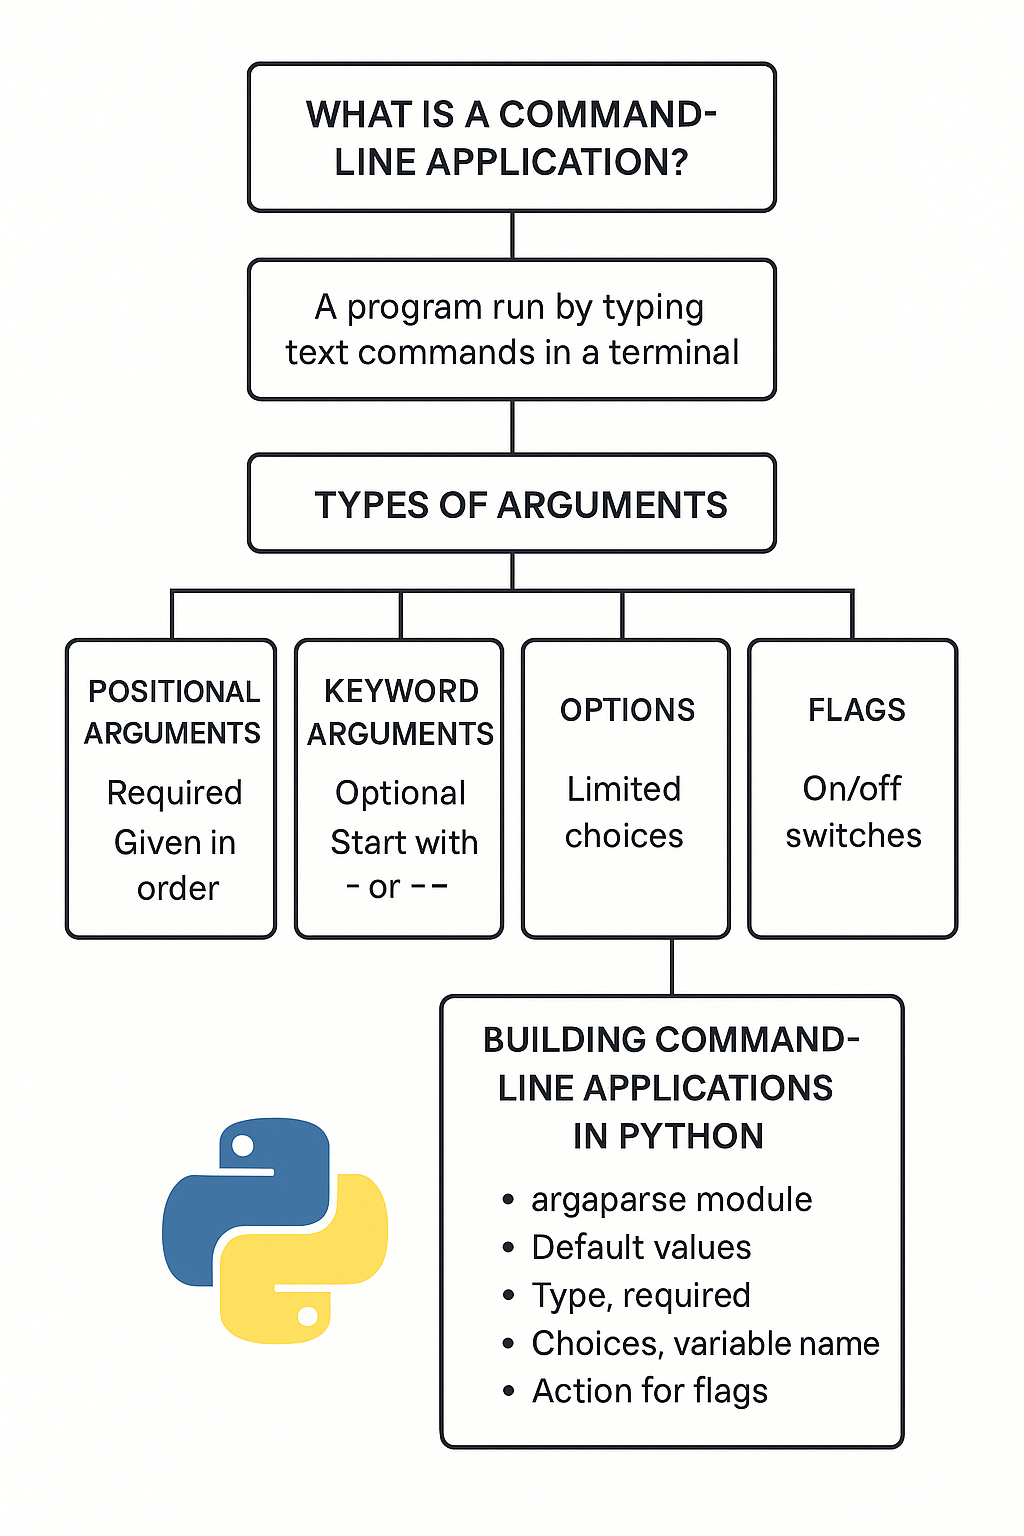 WHAT IS A COMMAND-
LINE APPLICATION?
A program run by typing
text commands in a terminal
TYPES OF ARGUMENTS
POSITIONAL
ARGUMENTS
Required
Given in
order
KEYWORD
ARGUMENTS
Optional
Start with
- or --
OPTIONS
Limited
choices
FLAGS
On/off
switches
BUILDING COMMAND-
LINE APPLICATIONS
IN PYTHON
• argaparse module
• Default values
• Type, required
• Choices, variable name
• Action for flags